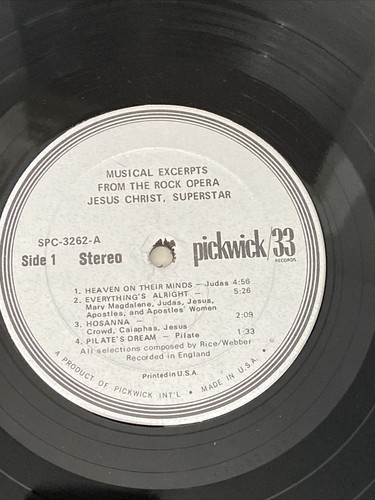 MUSICAL EXCERPTS
FROM THE ROCK OPERA
JESUS CHRIST, SUPERSTAR
SPC-3262-A
Side 1 Stereo
pickwick/33
RECORDS
1. HEAVEN ON THEIR MINDS – Judas 4:56
2. EVERYTHING'S ALRIGHT – 5:26
Mary Magdalene, Judas, Jesus,
Apostles, and Apostles' Women
3. HOSANNA – 2:09
Crowd, Caiaphas, Jesus
4. PILATE'S DREAM – Pilate 1:33
All selections composed by Rice/Webber
Recorded in England
Printed in U.S.A.
A PRODUCT OF PICKWICK INT'L • MADE IN U.S.A.